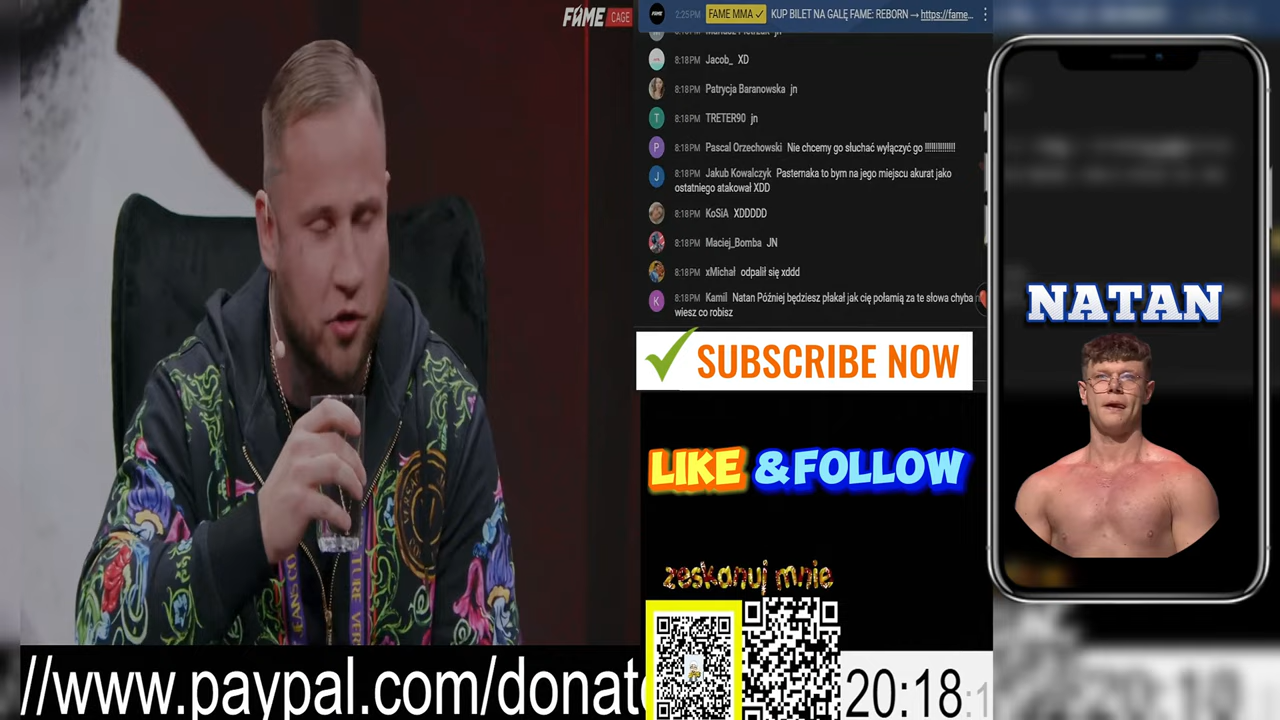 FAME CAGE
2:25PM FAME MMA ✓ KUP BILET NA GALĘ FAME: REBORN → https://fame...
8:18PM Jacob_ XD
8:18PM Patrycja Baranowska jn
T 8:18PM TRETER90 jn
P 8:18PM Pascal Orzechowski Nie chcemy go słuchać wyłączyć go !!!!!!!!!!!!!!
J 8:18PM Jakub Kowalczyk Pasternaka to bym na jego miejscu akurat jako
ostatniego atakował XDD
8:18PM KoSiA XDDDDD
8:18PM Maciej_Bomba JN
8:18PM xMichał odpalił się xddd
K 8:18PM Kamil Natan Później będziesz płakał jak cię połamią za te słowa chyba n
wiesz co robisz
SUBSCRIBE NOW
LIKE & FOLLOW
zeskanuj mnie
//www.paypal.com/donate
20:18
NATAN